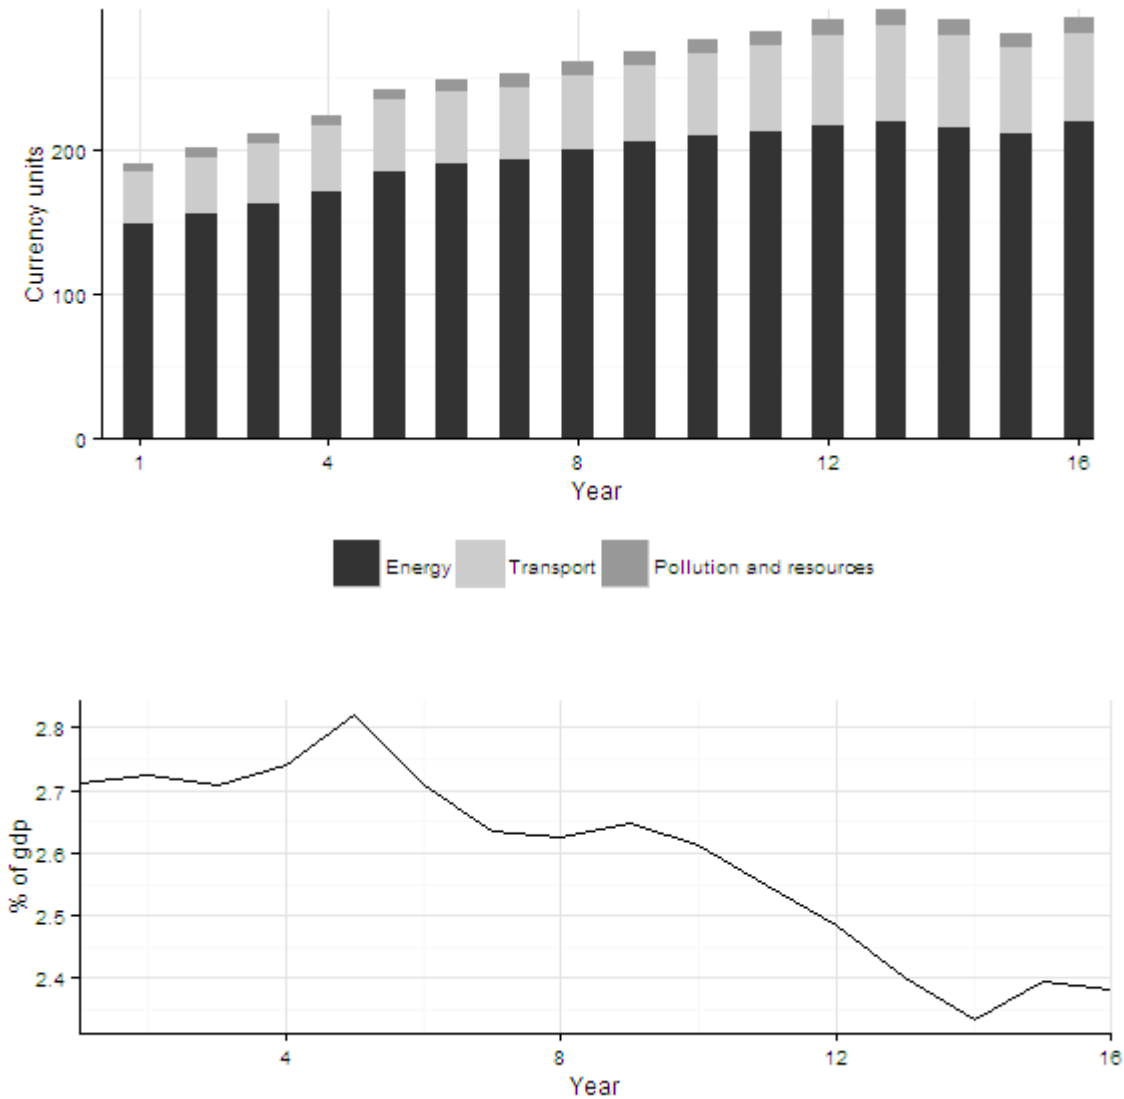 Currency units
200
100
0
1 4 8 12 16
Year
Energy Transport Pollution and resources
% of gdp
2.8
2.7
2.6
2.5
2.4
4 8 12 16
Year